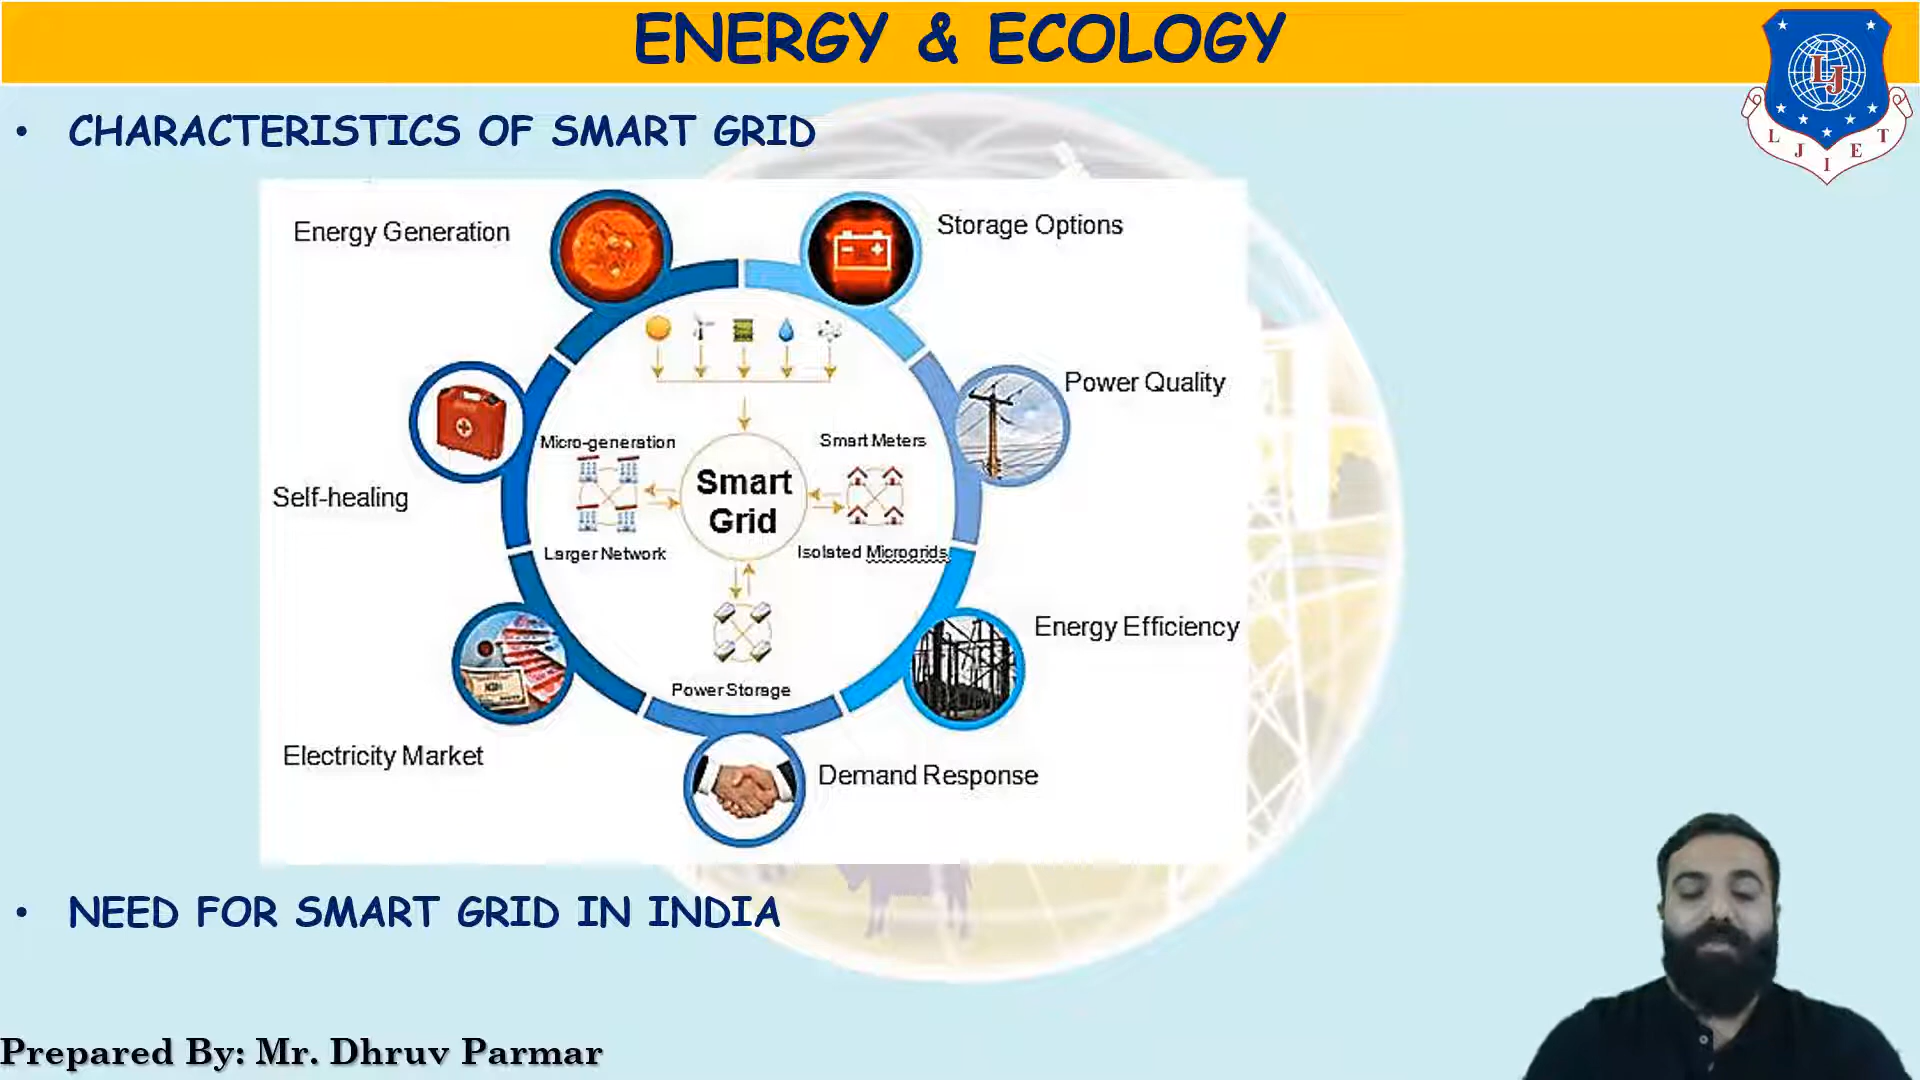 ENERGY & ECOLOGY
LJ
L J I E T
• CHARACTERISTICS OF SMART GRID
Energy Generation
Storage Options
Power Quality
Micro-generation
Smart Meters
Smart
Grid
Self-healing
Larger Network
Isolated Microgrids
Energy Efficiency
Power Storage
Electricity Market
Demand Response
• NEED FOR SMART GRID IN INDIA
Prepared By: Mr. Dhruv Parmar